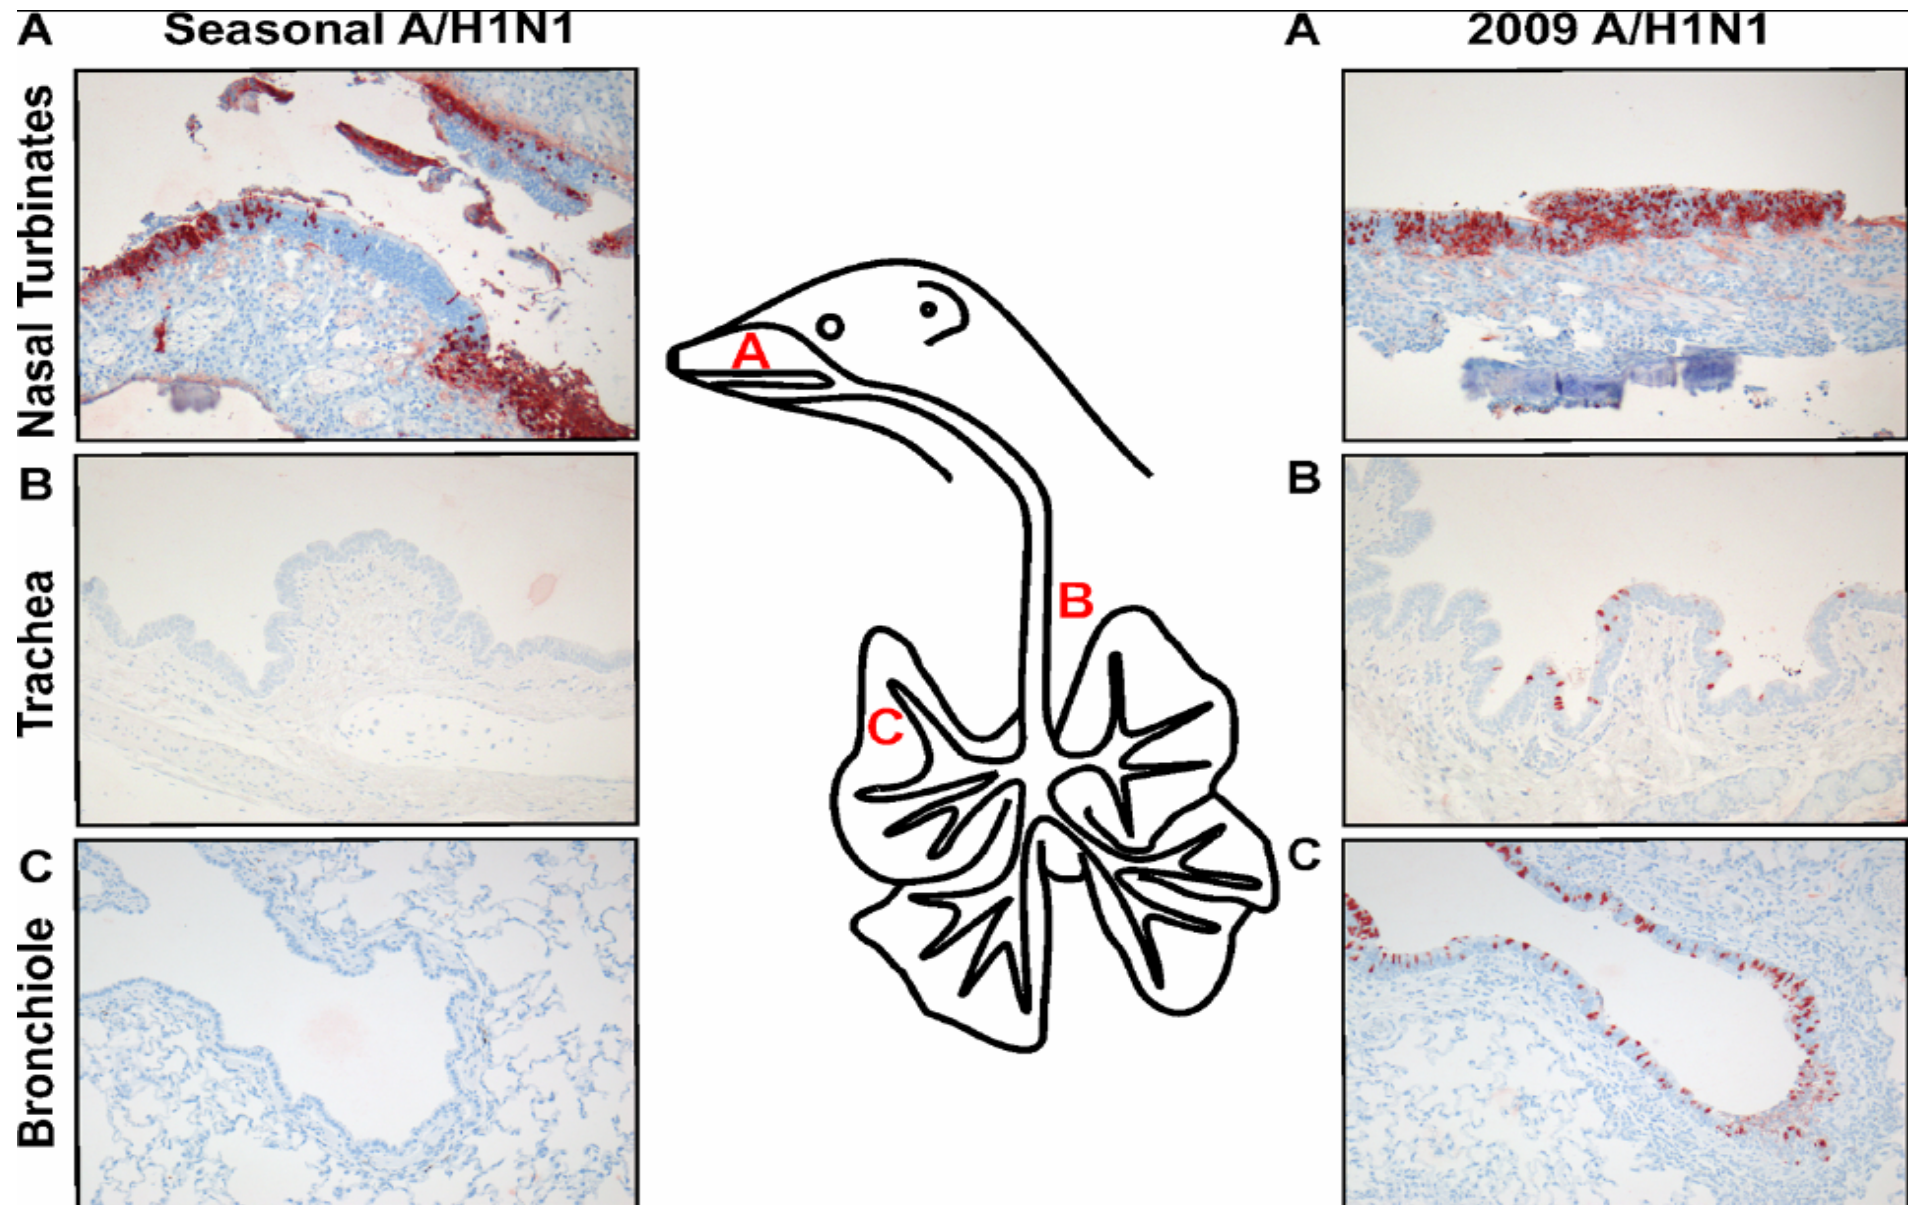 A Seasonal A/H1N1
A 2009 A/H1N1
Nasal Turbinates
A
B
B
Trachea
B
C
C
C
Bronchiole